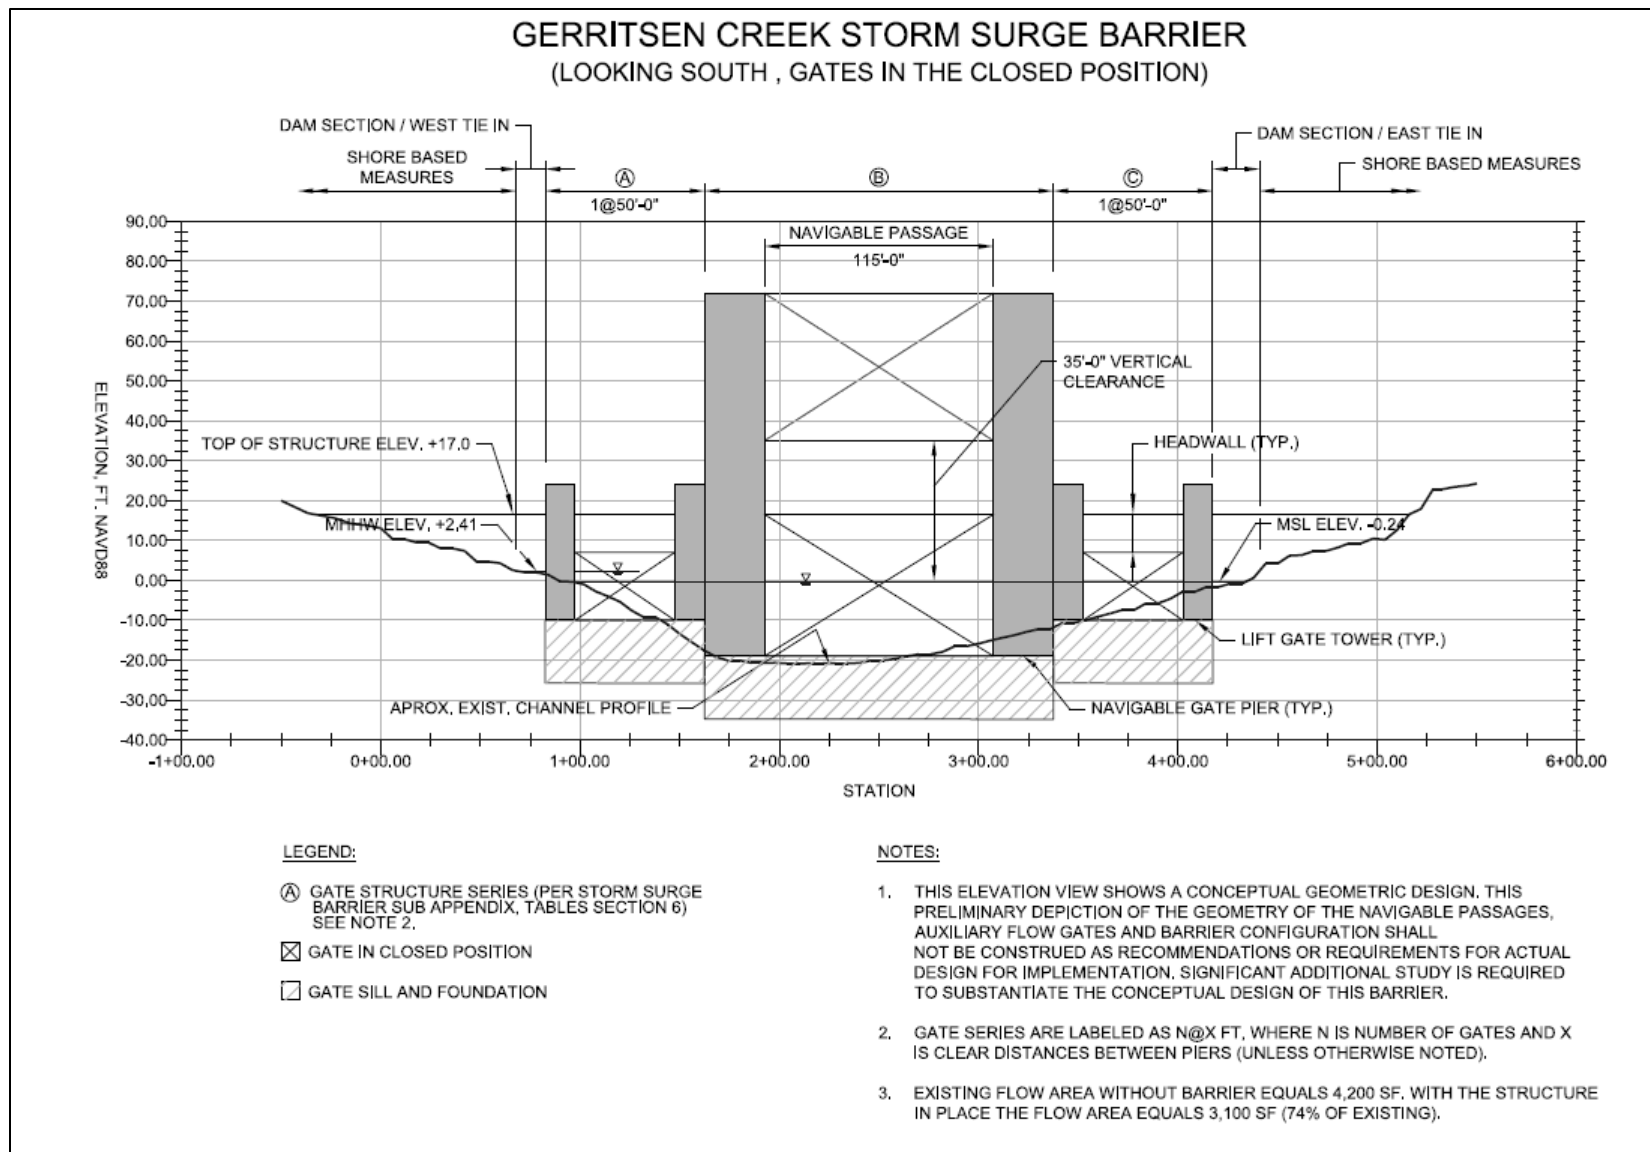 GERRITSEN CREEK STORM SURGE BARRIER
(LOOKING SOUTH , GATES IN THE CLOSED POSITION)
DAM SECTION / WEST TIE IN
DAM SECTION / EAST TIE IN
SHORE BASED
MEASURES
SHORE BASED MEASURES
A
B
C
1@50'-0"
1@50'-0"
NAVIGABLE PASSAGE
115'-0"
90.00
80.00
70.00
60.00
50.00
40.00
30.00
20.00
10.00
0.00
-10.00
-20.00
-30.00
-40.00
ELEVATION, FT. NAVD88
35'-0" VERTICAL
CLEARANCE
TOP OF STRUCTURE ELEV. +17.0
HEADWALL (TYP.)
MHHW ELEV. +2.41
MSL ELEV. -0.24
LIFT GATE TOWER (TYP.)
APROX. EXIST. CHANNEL PROFILE
NAVIGABLE GATE PIER (TYP.)
-1+00.00
0+00.00
1+00.00
2+00.00
3+00.00
4+00.00
5+00.00
6+00.00
STATION
LEGEND:
A GATE STRUCTURE SERIES (PER STORM SURGE
BARRIER SUB APPENDIX, TABLES SECTION 6)
SEE NOTE 2.
GATE IN CLOSED POSITION
GATE SILL AND FOUNDATION
NOTES:
1. THIS ELEVATION VIEW SHOWS A CONCEPTUAL GEOMETRIC DESIGN. THIS
PRELIMINARY DEPICTION OF THE GEOMETRY OF THE NAVIGABLE PASSAGES,
AUXILIARY FLOW GATES AND BARRIER CONFIGURATION SHALL
NOT BE CONSTRUED AS RECOMMENDATIONS OR REQUIREMENTS FOR ACTUAL
DESIGN FOR IMPLEMENTATION. SIGNIFICANT ADDITIONAL STUDY IS REQUIRED
TO SUBSTANTIATE THE CONCEPTUAL DESIGN OF THIS BARRIER.
2. GATE SERIES ARE LABELED AS N@X FT, WHERE N IS NUMBER OF GATES AND X
IS CLEAR DISTANCES BETWEEN PIERS (UNLESS OTHERWISE NOTED).
3. EXISTING FLOW AREA WITHOUT BARRIER EQUALS 4,200 SF. WITH THE STRUCTURE
IN PLACE THE FLOW AREA EQUALS 3,100 SF (74% OF EXISTING).